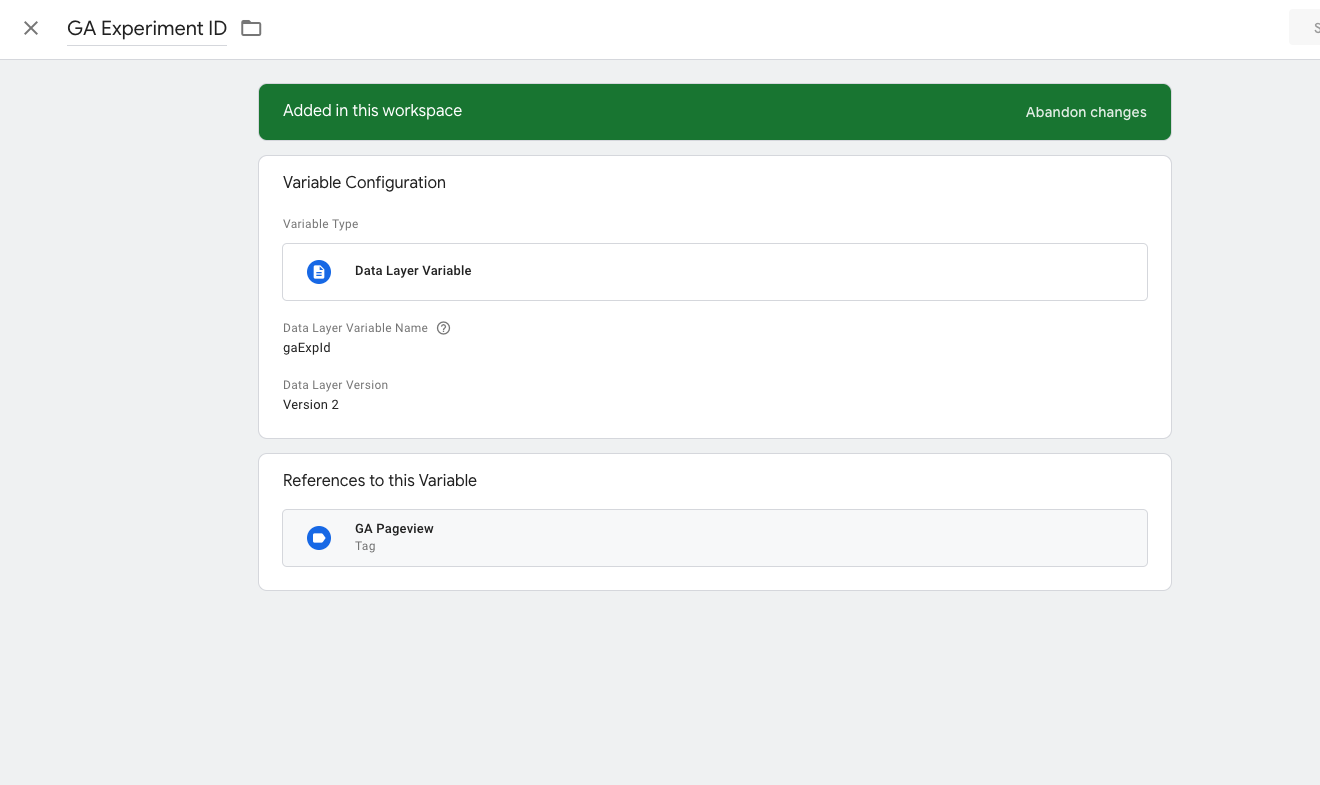 GA Experiment ID
Added in this workspace
Abandon changes
Variable Configuration
Variable Type
Data Layer Variable
Data Layer Variable Name
gaExpId
Data Layer Version
Version 2
References to this Variable
GA Pageview
Tag